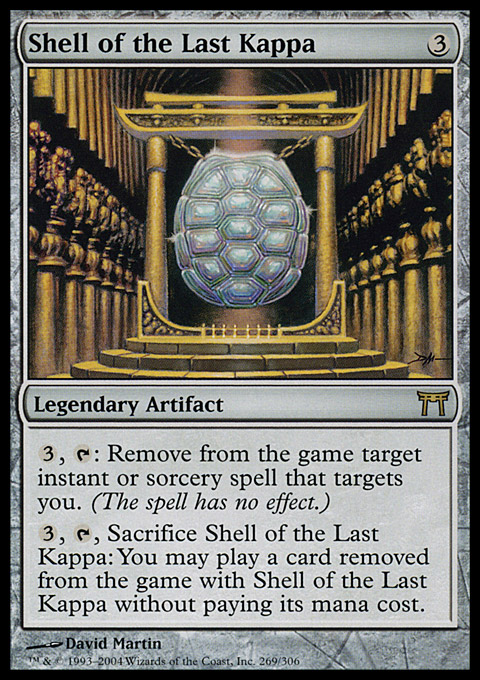 Shell of the Last Kappa 3
DM
Legendary Artifact
3, : Remove from the game target
instant or sorcery spell that targets
you. (The spell has no effect.)
3, , Sacrifice Shell of the Last
Kappa: You may play a card removed
from the game with Shell of the Last
Kappa without paying its mana cost.
David Martin
™ & © 1993–2004 Wizards of the Coast, Inc. 269/306